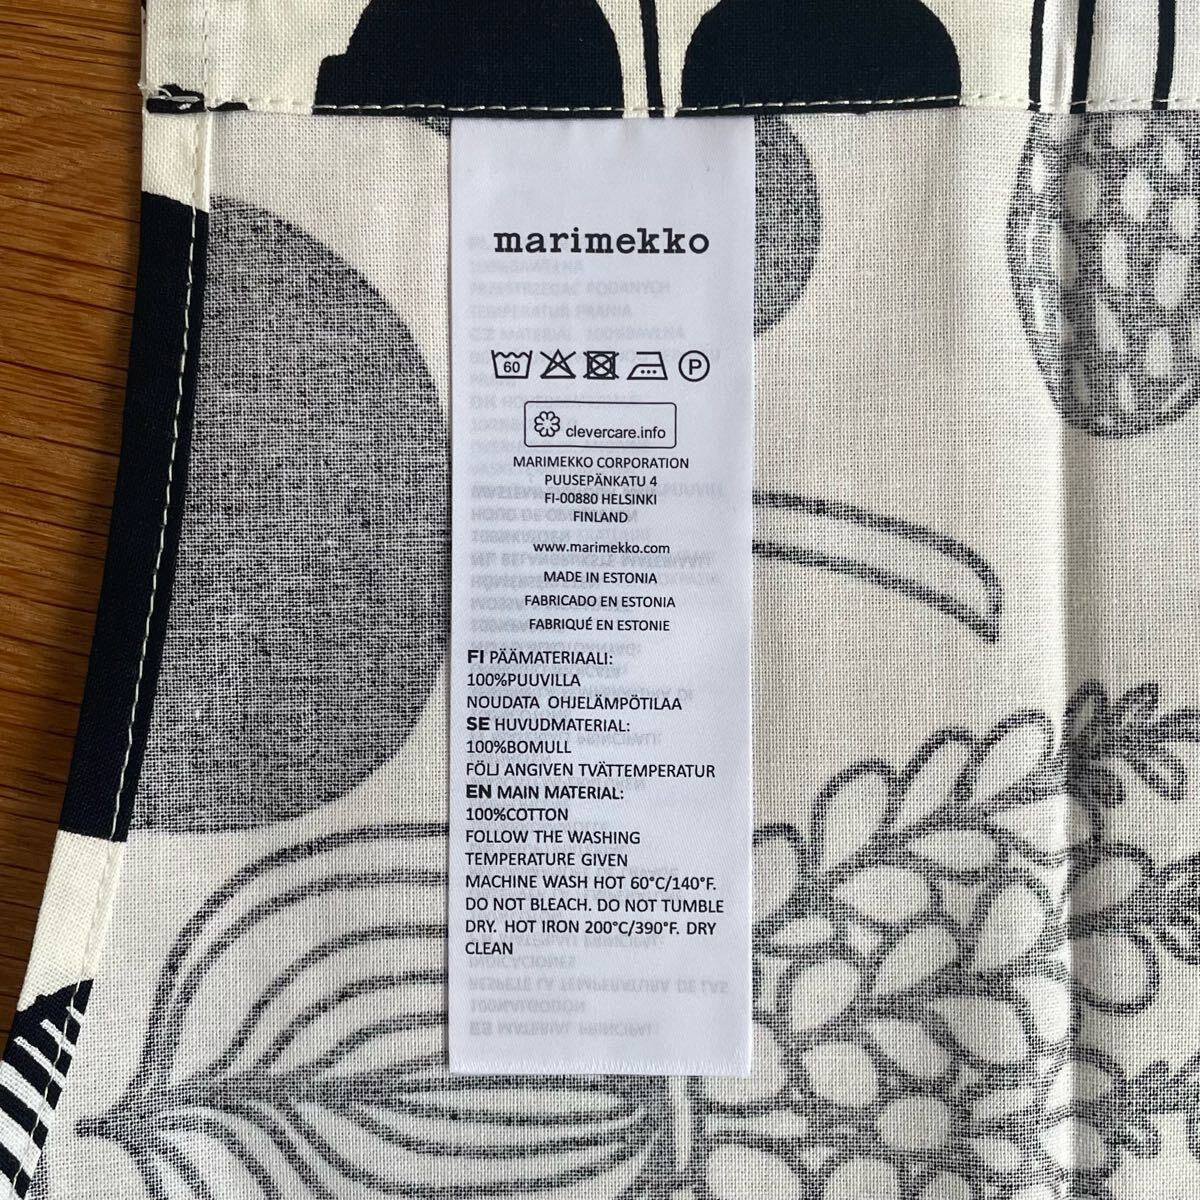 marimekko
60 P
clevercare.info
MARIMEKKO CORPORATION
PUUSEPÄNKATU 4
FI-00880 HELSINKI
FINLAND
www.marimekko.com
MADE IN ESTONIA
FABRICADO EN ESTONIA
FABRIQUÉ EN ESTONIE
FI PÄÄMATERIAALI:
100%PUUVILLA
NOUDATA OHJELÄMPÖTILAA
SE HUVUDMATERIAL:
100%BOMULL
FÖLJ ANGIVEN TVÄTTEMPERATUR
EN MAIN MATERIAL:
100%COTTON
FOLLOW THE WASHING
TEMPERATURE GIVEN
MACHINE WASH HOT 60°C/140°F.
DO NOT BLEACH. DO NOT TUMBLE
DRY. HOT IRON 200°C/390°F. DRY
CLEAN